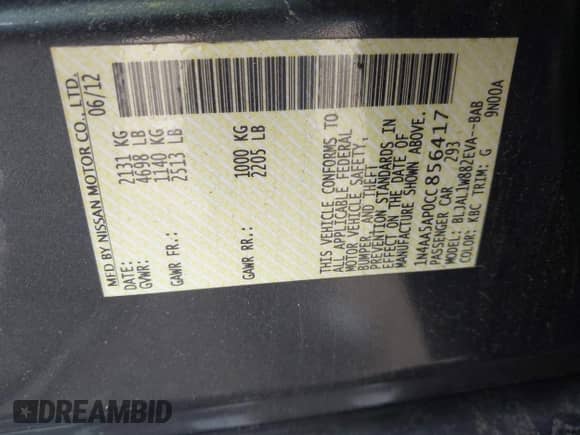 MFD BY NISSAN MOTOR CO., LTD.
DATE: 06/12
GVWR: 2131 KG
4698 LB
GAWR FR.: 1140 KG
2513 LB
GAWR RR.: 1000 KG
2205 LB
THIS VEHICLE CONFORMS TO
ALL APPLICABLE FEDERAL
MOTOR VEHICLE SAFETY,
BUMPER, AND THEFT
PREVENTION STANDARDS IN
EFFECT ON THE DATE OF
MANUFACTURE SHOWN ABOVE.
1N4AA5AP0CC856417
PASSENGER CAR 293
MODEL: BLJALJW882EVA--BAB
COLOR: KBC TRIM: G 9N00A
DREAMBID